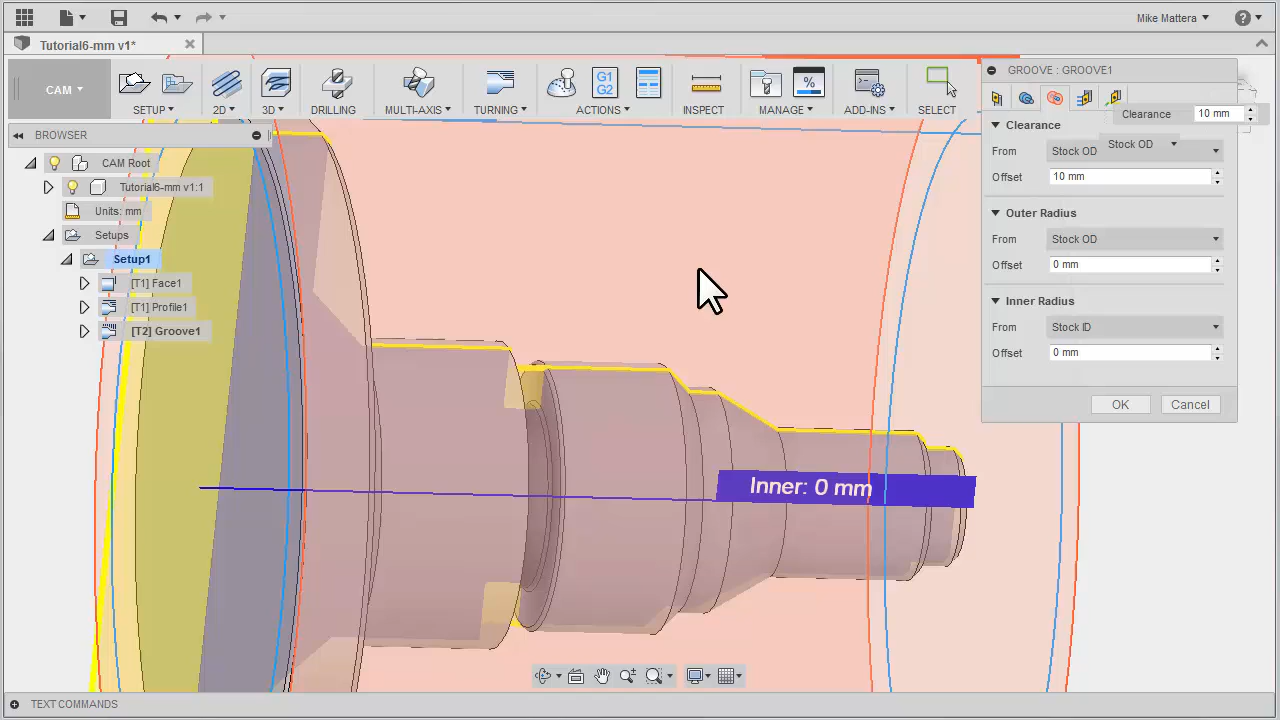 Mike Mattera
Tutorial6-mm v1*
CAM
SETUP
2D
3D
DRILLING
MULTI-AXIS
TURNING
G1
G2
ACTIONS
INSPECT
%
MANAGE
ADD-INS
SELECT
BROWSER
CAM Root
Tutorial6-mm v1:1
Units: mm
Setups
Setup1
[T1] Face1
[T1] Profile1
[T2] Groove1
GROOVE : GROOVE1
Clearance 10 mm
Clearance
Stock OD
From Stock OD
Offset 10 mm
Outer Radius
From Stock OD
Offset 0 mm
Inner Radius
From Stock ID
Offset 0 mm
OK Cancel
Inner: 0 mm
TEXT COMMANDS